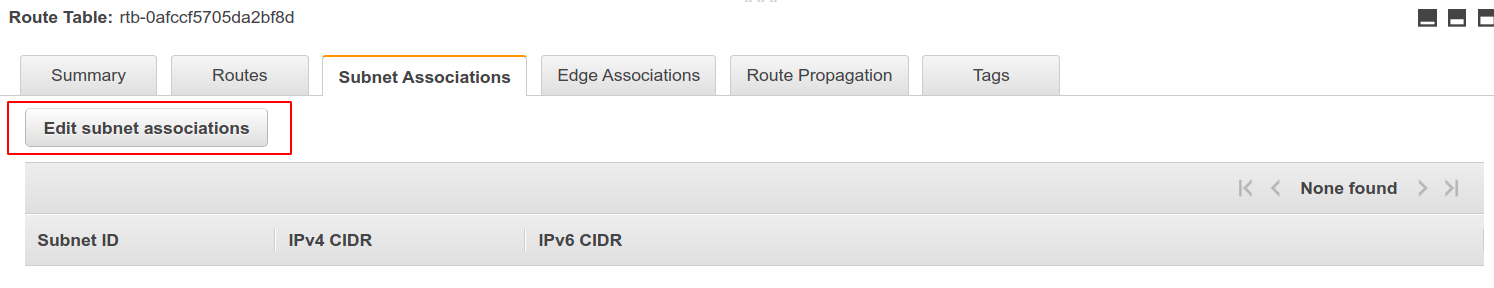 Route Table: rtb-0afccf5705da2bf8d
Summary Routes Subnet Associations Edge Associations Route Propagation Tags
Edit subnet associations
None found
Subnet ID IPv4 CIDR IPv6 CIDR